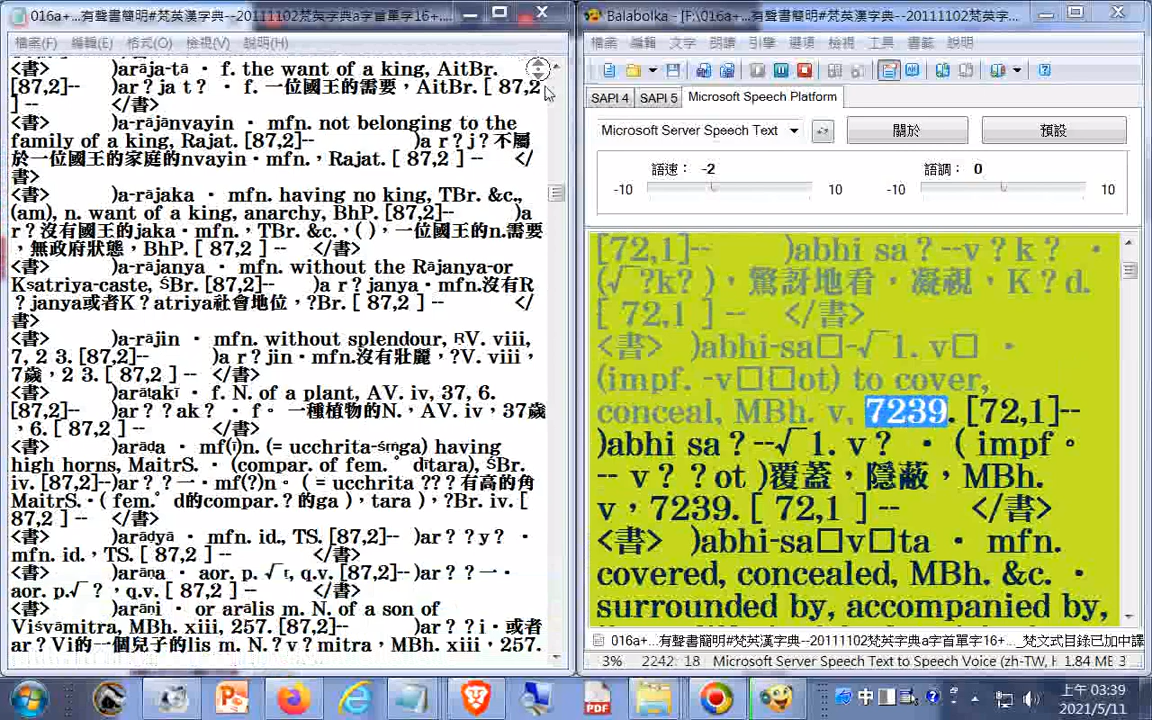 016a+...有聲書簡明#梵英漢字典--20111102梵英字典a字首單字16+...
檔案(F) 編輯(E) 格式(O) 檢視(V) 說明(H)
<書> )arāja-tā ‧ f. the want of a king, AitBr.
[87,2]-- )ar ? ja t ? ‧ f. 一位國王的需要，AitBr. [ 87,2
] -- </書>
<書> )a-rājānvayin ‧ mfn. not belonging to the
family of a king, Rajat. [87,2]-- )a r ? j? 不屬
於一位國王的家庭的nvayin‧mfn.，Rajat. [ 87,2 ] -- </
書>
<書> )a-rājaka ‧ mfn. having no king, TBr. &c.,
(am), n. want of a king, anarchy, BhP. [87,2]-- )a
r ? 沒有國王的jaka‧mfn.，TBr. &c.，( )，一位國王的n.需要
，無政府狀態，BhP. [ 87,2 ] -- </書>
<書> )a-rājanya ‧ mfn. without the Rājanya-or
Kṣatriya-caste, ŚBr. [87,2]-- )a r ? janya‧mfn.沒有R
? janya或者K ? atriya社會地位，?Br. [ 87,2 ] -- </
書>
<書> )a-rājin ‧ mfn. without splendour, RV. viii,
7, 2 3. [87,2]-- )a r ? jin‧mfn.沒有壯麗，?V. viii，
7歲，2 3. [ 87,2 ] -- </書>
<書> )arāṭakī ‧ f. N. of a plant, AV. iv, 37, 6.
[87,2]-- )ar ? ? ak ? ‧ f。 一種植物的N.，AV. iv，37歲
，6. [ 87,2 ] -- </書>
<書> )arāḍa ‧ mf(ī)n. (= ucchrita-śṛṅga) having
high horns, MaitrS. ‧ (compar. of fem. ° ḍītara), ŚBr.
iv. [87,2]-- )ar ? ? 一‧ mf(?)n。 ( = ucchrita ? ? ? 有高的角
MaitrS.‧( fem.° d的compar.? 的ga )，tara )，?Br. iv. [
87,2 ] -- </書>
<書> )arāḍya ‧ mfn. id., TS. [87,2]-- )ar ? ? y? ‧
mfn. id.，TS. [ 87,2 ] -- </書>
<書> )arāṇa ‧ aor. p. √ ṛ, q.v. [87,2]-- )ar ? ? 一‧
aor. p.√ ?，q.v. [ 87,2 ] -- </書>
<書> )arāṇi ‧ or arālis m. N. of a son of
Viśvāmitra, MBh. xiii, 257. [87,2]-- )ar ? ? i‧或者
ar ? Vi的一個兒子的lis m. N.? v? mitra，MBh. xiii，257.
Balabolka - [F:\016a+...有聲書簡明#梵英漢字典--20111102梵英字...
檔案 編輯 文字 朗讀 引擎 選項 檢視 工具 書籤 說明
SAPI 4 SAPI 5 Microsoft Speech Platform
Microsoft Server Speech Text 關於 預設
語速： -2 語調： 0
-10 10 -10 10
[72,1]-- )abhi sa ? --v ? k ? ‧
(√ ?k? )，驚訝地看，凝視，K ? d.
[ 72,1 ] -- </書>
<書> )abhi-sa□-√ 1. v□ ‧
(impf. -v□□ot) to cover,
conceal, MBh. v, 7239. [72,1]--
)abhi sa ? --√ 1. v ? ‧ ( impf。
-- v ? ? ot )覆蓋，隱蔽，MBh.
v，7239. [ 72,1 ] -- </書>
<書> )abhi-sa□v□ta ‧ mfn.
covered, concealed, MBh. &c. ‧
surrounded by, accompanied by,
016a+...有聲書簡明#梵英漢字典--20111102梵英字典a字首單字16+..._梵文式目錄已加中譯
3% 2242: 18 Microsoft Server Speech Text to Speech Voice (zh-TW, H 1.84 MB 3
中
上午 03:39
2021/5/11